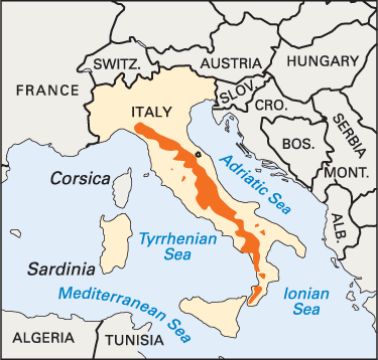 SWITZ.
AUSTRIA
HUNGARY
FRANCE
SLOV.
CRO.
ITALY
SERBIA
BOS.
MONT.
Adriatic Sea
Corsica
ALB.
Tyrrhenian
Sea
Sardinia
Mediterranean Sea
Ionian
Sea
ALGERIA
TUNISIA